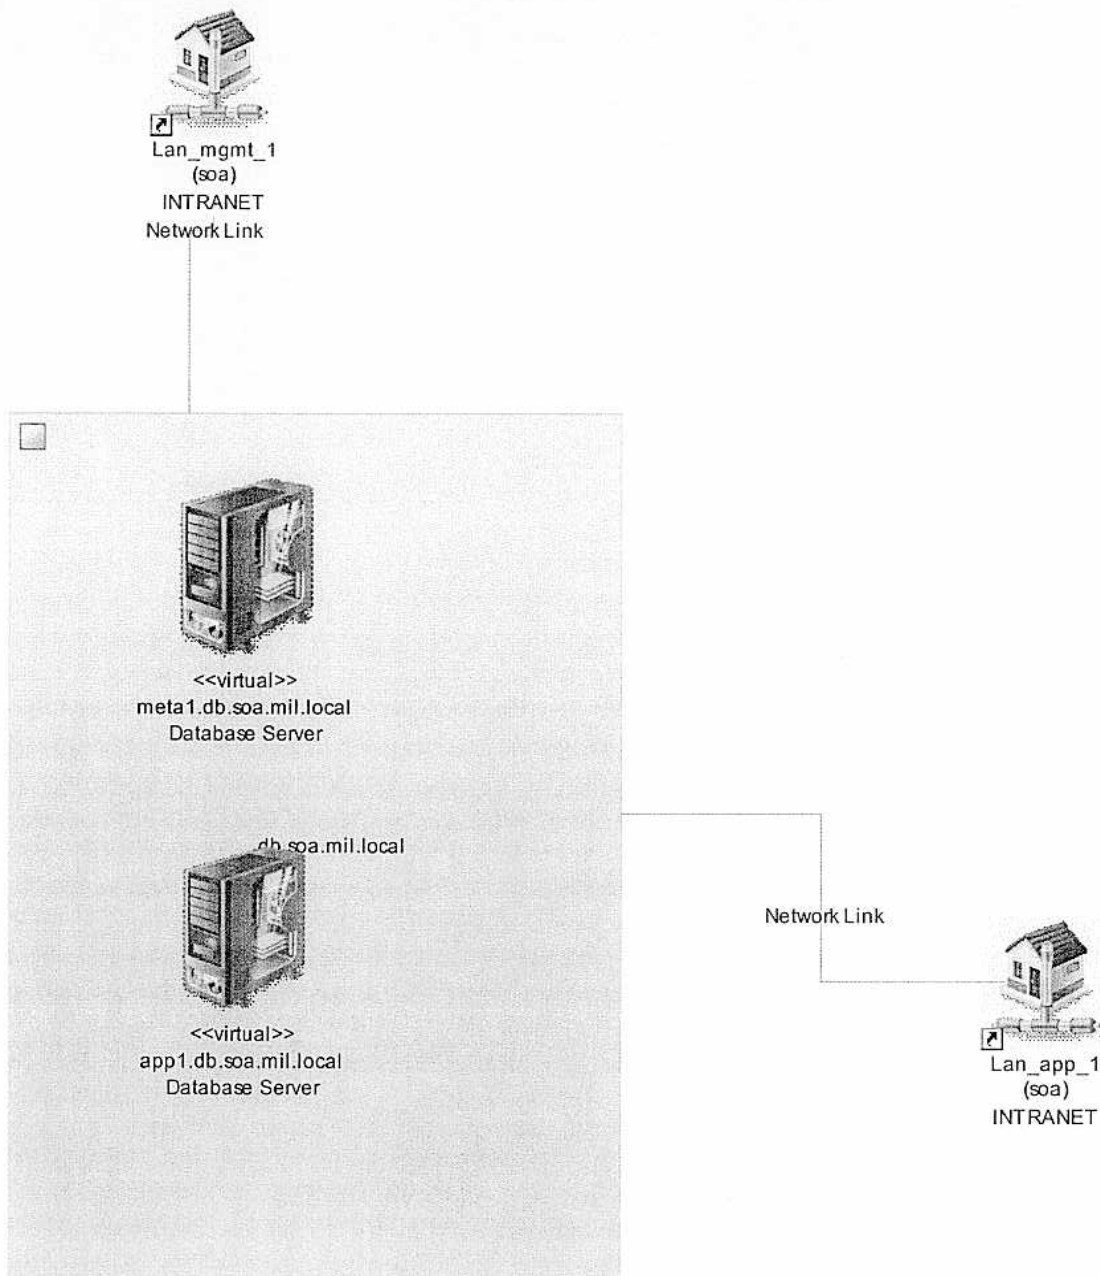 Lan_mgmt_1
(soa)
INTRANET
Network Link
<<virtual>>
meta1.db.soa.mil.local
Database Server
db.soa.mil.local
<<virtual>>
app1.db.soa.mil.local
Database Server
Network Link
Lan_app_1
(soa)
INTRANET